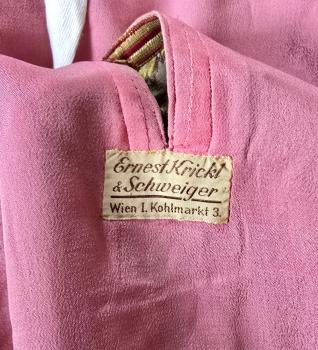 Ernest Krickl
& Schweiger
Wien I. Kohlmarkt 3.